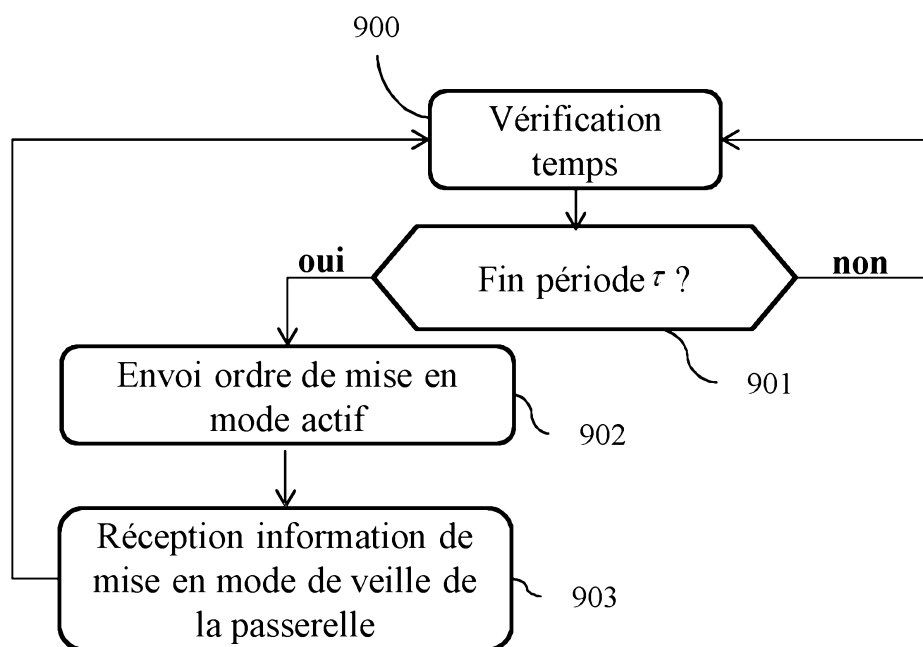 900
Vérification
temps
oui
Fin période τ ?
non
901
Envoi ordre de mise en
mode actif
902
Réception information de
mise en mode de veille de
la passerelle
903